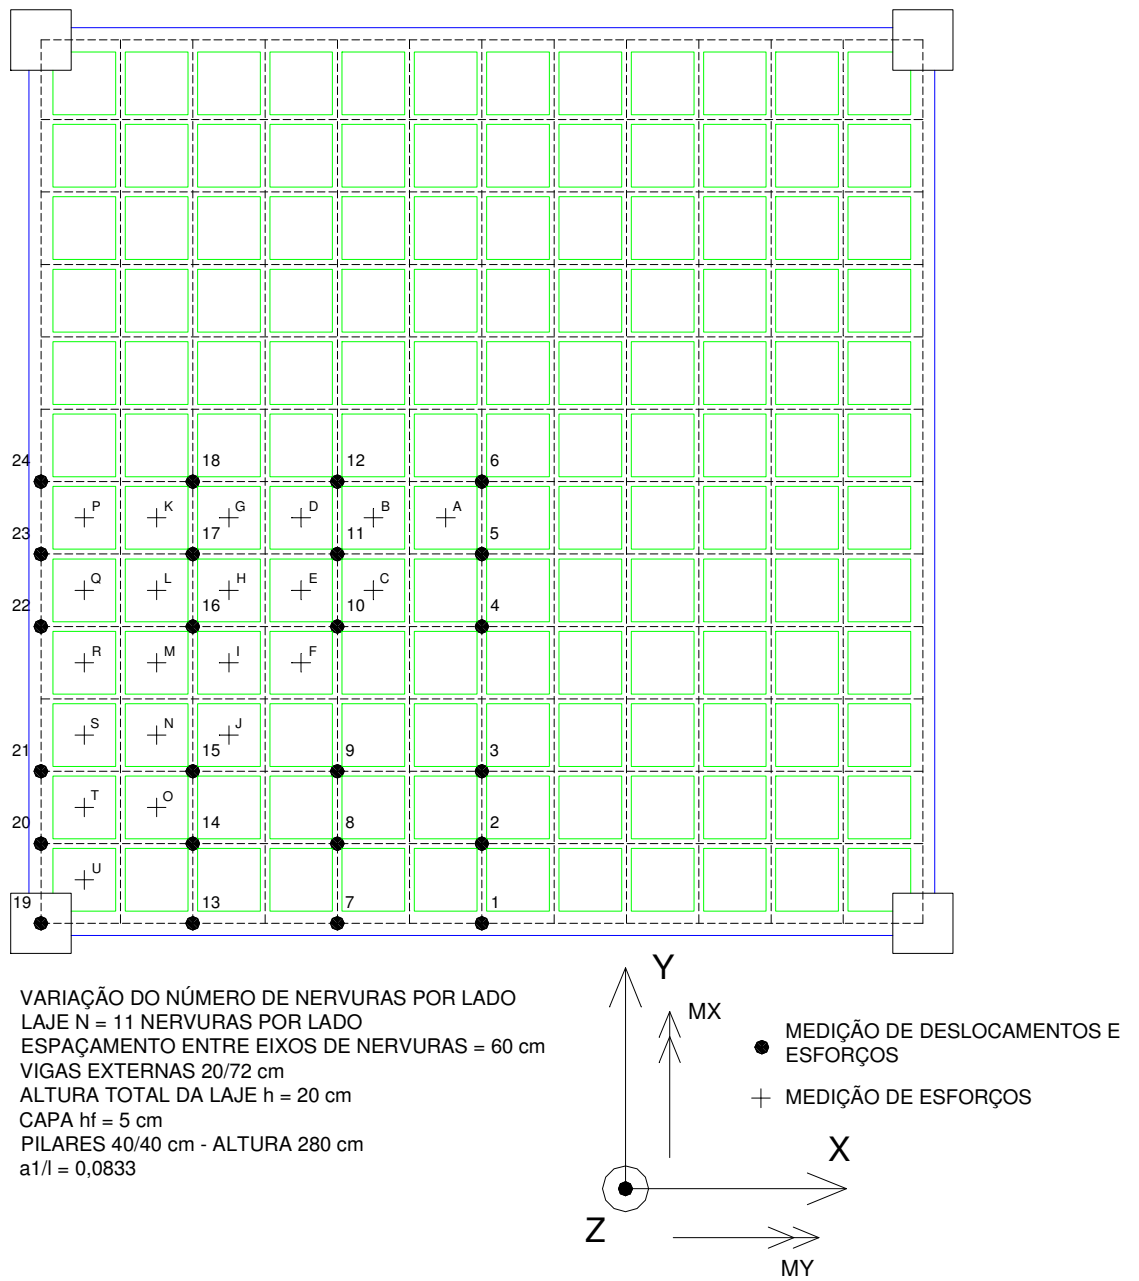 24 18 12 6
P K G D B A
23 17 11 5
Q L H E C
22 16 10 4
R M I F
S N J
21 15 9 3
T O
20 14 8 2
U
19 13 7 1
VARIAÇÃO DO NÚMERO DE NERVURAS POR LADO
LAJE N = 11 NERVURAS POR LADO
ESPAÇAMENTO ENTRE EIXOS DE NERVURAS = 60 cm
VIGAS EXTERNAS 20/72 cm
ALTURA TOTAL DA LAJE h = 20 cm
CAPA hf = 5 cm
PILARES 40/40 cm - ALTURA 280 cm
a1/l = 0,0833
Y
MX
X
Z
MY
MEDIÇÃO DE DESLOCAMENTOS E
ESFORÇOS
MEDIÇÃO DE ESFORÇOS